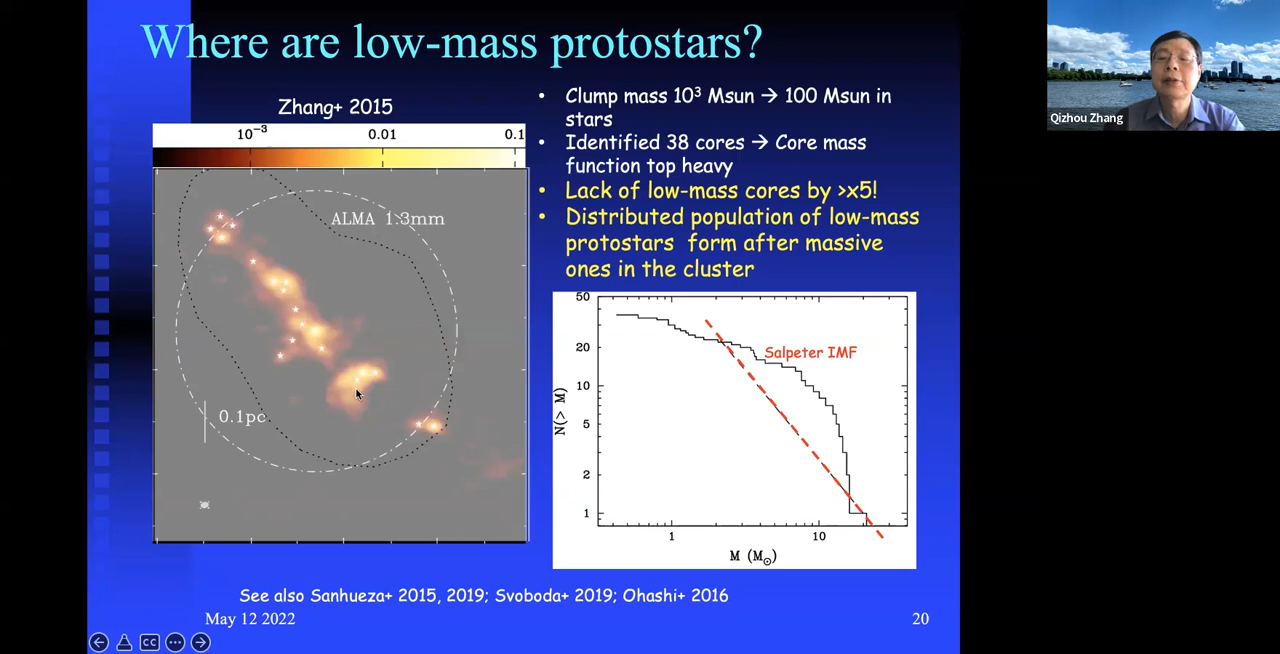 Where are low-mass protostars?
Zhang+ 2015
10⁻³ 0.01 0.1
ALMA 1.3mm
0.1pc
• Clump mass 10³ Msun → 100 Msun in
stars
• Identified 38 cores → Core mass
function top heavy
• Lack of low-mass cores by >x5!
• Distributed population of low-mass
protostars form after massive
ones in the cluster
50
20
10
5
2
1
N(> M)
Salpeter IMF
1 10
M (M⊙)
See also Sanhueza+ 2015, 2019; Svoboda+ 2019; Ohashi+ 2016
May 12 2022
20
CC
Qizhou Zhang